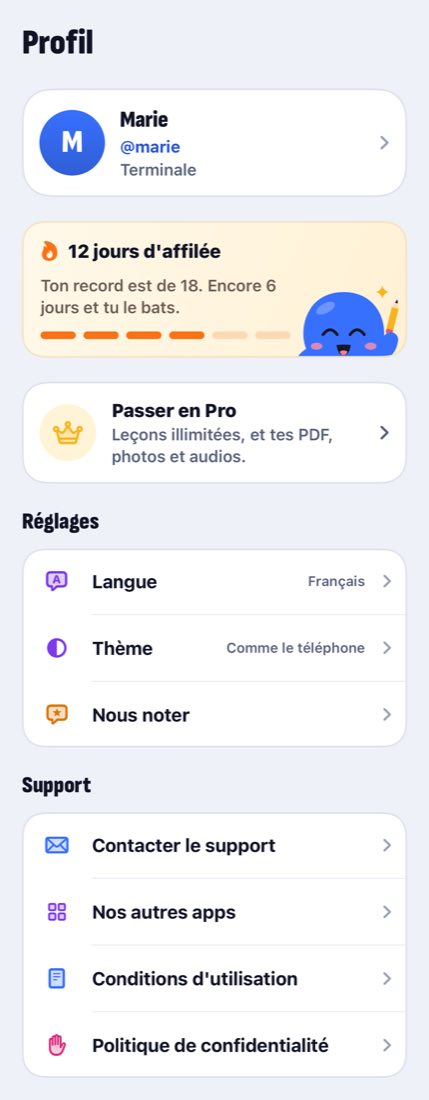 Profil
M
Marie
@marie
Terminale
12 jours d'affilée
Ton record est de 18. Encore 6
jours et tu le bats.
Passer en Pro
Leçons illimitées, et tes PDF,
photos et audios.
Réglages
A
Langue
Français
Thème
Comme le téléphone
Nous noter
Support
Contacter le support
Nos autres apps
Conditions d'utilisation
Politique de confidentialité